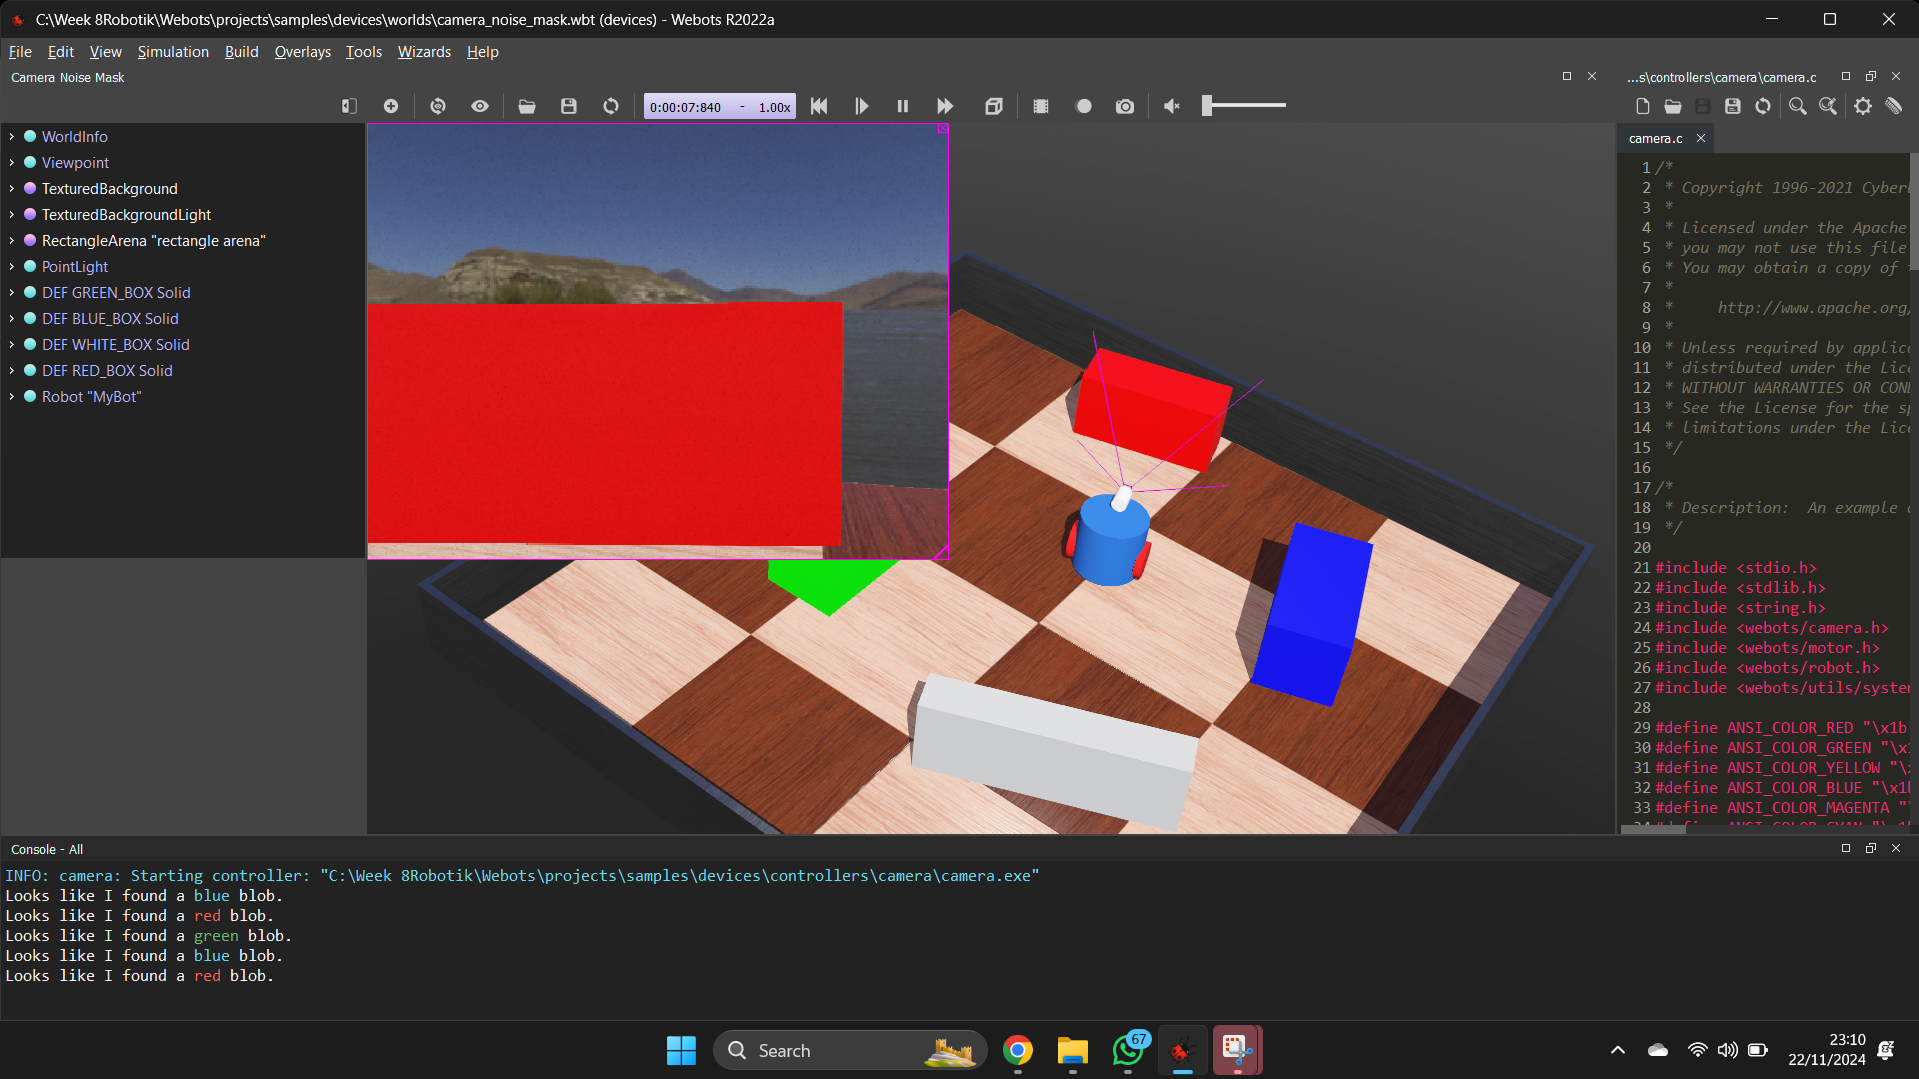 C:\Week 8Robotik\Webots\projects\samples\devices\worlds\camera_noise_mask.wbt (devices) - Webots R2022a
File Edit View Simulation Build Overlays Tools Wizards Help
Camera Noise Mask
...s\controllers\camera\camera.c
0:00:07:840 - 1.00x
WorldInfo
Viewpoint
TexturedBackground
TexturedBackgroundLight
RectangleArena "rectangle arena"
PointLight
DEF GREEN_BOX Solid
DEF BLUE_BOX Solid
DEF WHITE_BOX Solid
DEF RED_BOX Solid
Robot "MyBot"
camera.c
1 /*
2 * Copyright 1996-2021 Cyber
3 *
4 * Licensed under the Apache
5 * you may not use this file
6 * You may obtain a copy of
7 *
8 * http://www.apache.org/
9 *
10 * Unless required by applic
11 * distributed under the Lic
12 * WITHOUT WARRANTIES OR CON
13 * See the License for the s
14 * limitations under the Lic
15 */
16
17 /*
18 * Description: An example
19 */
20
21 #include <stdio.h>
22 #include <stdlib.h>
23 #include <string.h>
24 #include <webots/camera.h>
25 #include <webots/motor.h>
26 #include <webots/robot.h>
27 #include <webots/utils/system
28
29 #define ANSI_COLOR_RED "\x1b
30 #define ANSI_COLOR_GREEN "\x1
31 #define ANSI_COLOR_YELLOW "\
32 #define ANSI_COLOR_BLUE "\x1b
33 #define ANSI_COLOR_MAGENTA "
Console - All
INFO: camera: Starting controller: "C:\Week 8Robotik\Webots\projects\samples\devices\controllers\camera\camera.exe"
Looks like I found a blue blob.
Looks like I found a red blob.
Looks like I found a green blob.
Looks like I found a blue blob.
Looks like I found a red blob.
Search
67
23:10
22/11/2024